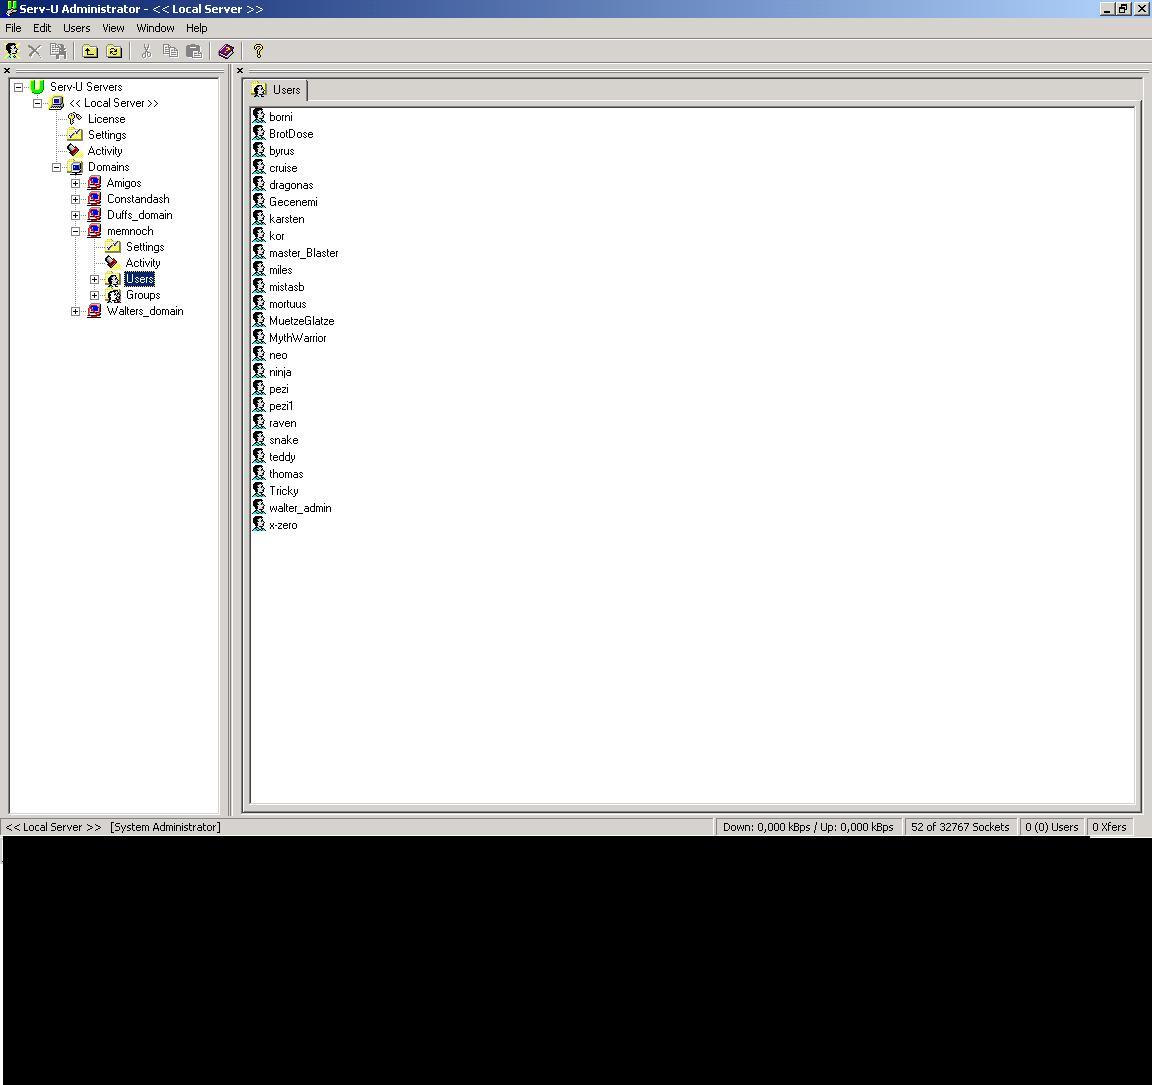 Serv-U Administrator - << Local Server >>
File Edit Users View Window Help
Serv-U Servers
<< Local Server >>
License
Settings
Activity
Domains
Amigos
Constandash
Duffs_domain
memnoch
Settings
Activity
Users
Groups
Walters_domain
Users
borni
BrotDose
byrus
cruise
dragonas
Gecenemi
karsten
kor
master_Blaster
miles
mistasb
mortuus
MuetzeGlatze
MythWarrior
neo
ninja
pezi
pezi1
raven
snake
teddy
thomas
Tricky
walter_admin
x-zero
<< Local Server >> [System Administrator] Down: 0,000 kBps / Up: 0,000 kBps 52 of 32767 Sockets 0 (0) Users 0 Xfers